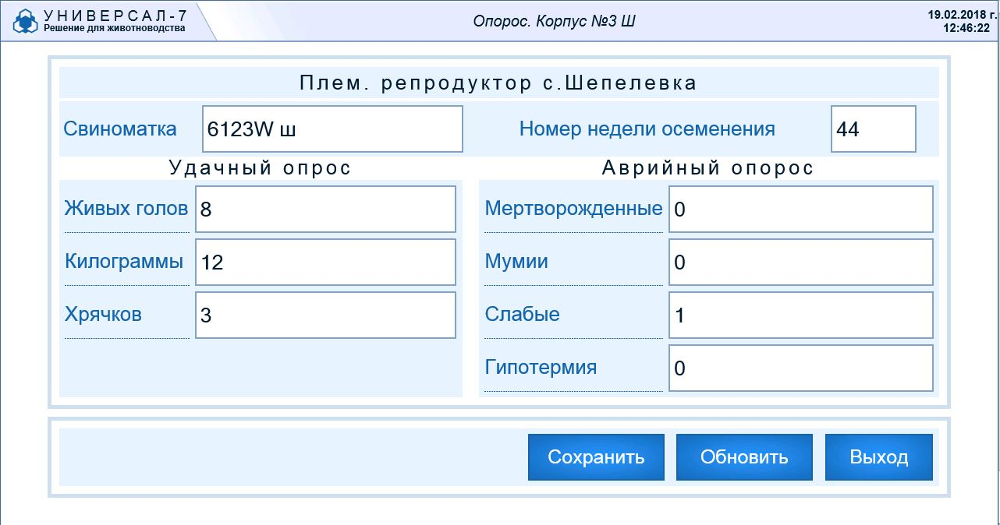 УНИВЕРСАЛ-7
Решение для животноводства
Опорос. Корпус №3 Ш
19.02.2018 г.
12:46:22
Плем. репродуктор с.Шепелевка
Свиноматка 6123W ш Номер недели осеменения 44
Удачный опрос Аврийный опорос
Живых голов 8 Мертворожденные 0
Килограммы 12 Мумии 0
Хрячков 3 Слабые 1
Гипотермия 0
Сохранить Обновить Выход